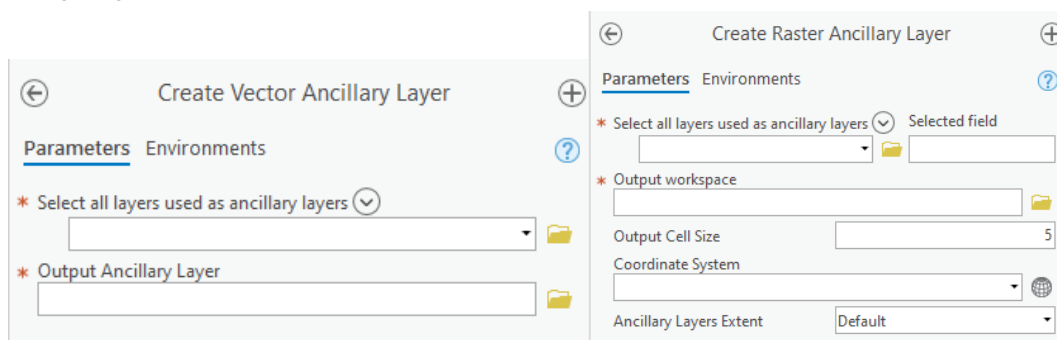 Create Vector Ancillary Layer
Parameters Environments
* Select all layers used as ancillary layers
* Output Ancillary Layer
Create Raster Ancillary Layer
Parameters Environments
* Select all layers used as ancillary layers Selected field
* Output workspace
Output Cell Size 5
Coordinate System
Ancillary Layers Extent Default